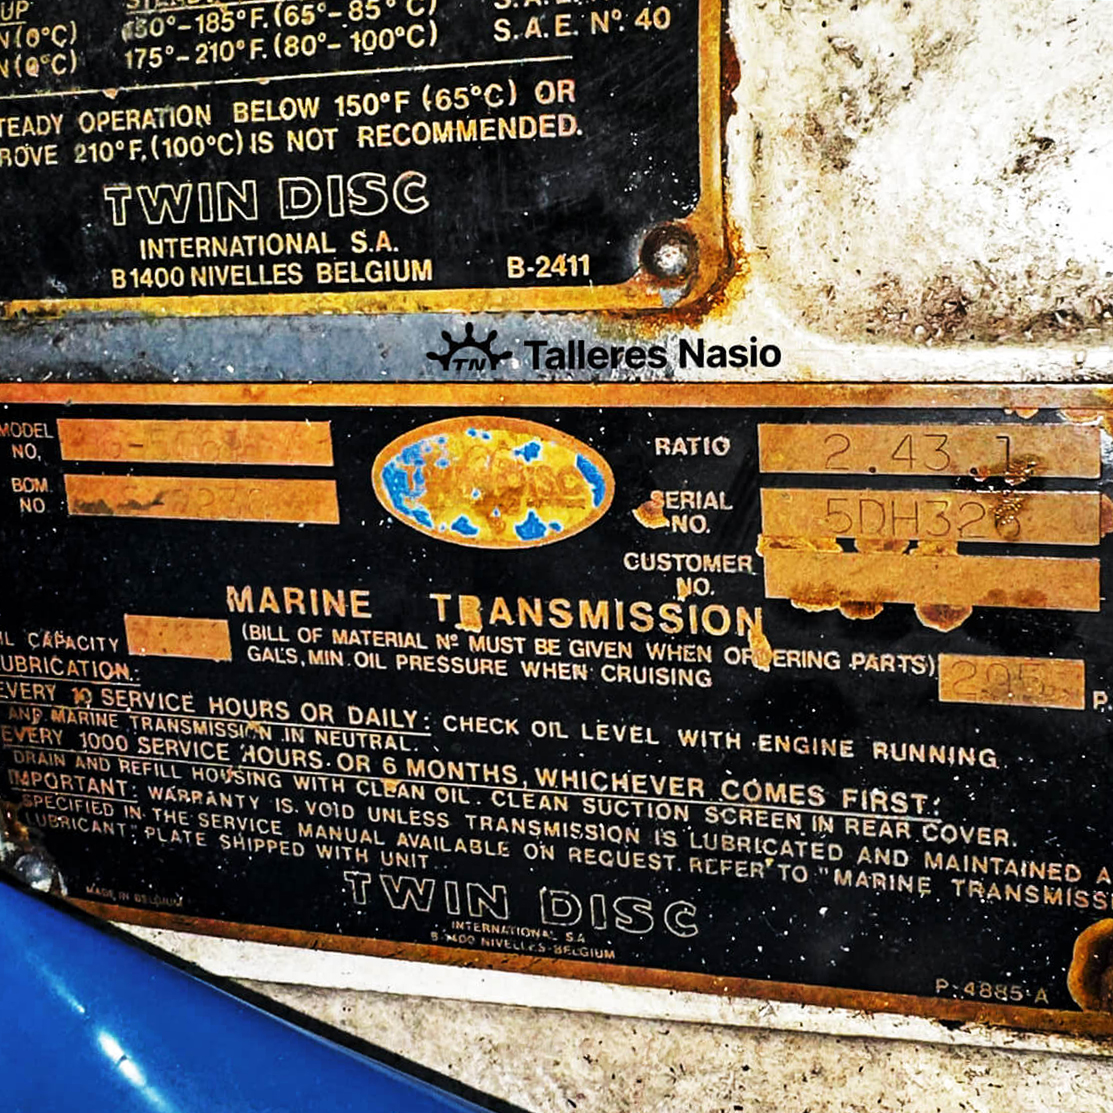 UP
150°-185°F. (65°-85°C)
N(0°C) 175°-210°F. (80°-100°C) S.A.E. Nº 40
N(0°C)
TEADY OPERATION BELOW 150°F (65°C) OR
BOVE 210°F. (100°C) IS NOT RECOMMENDED.
TWIN DISC
INTERNATIONAL S.A.
B1400 NIVELLES BELGIUM B-2411
TN Talleres Nasio
MODEL NO,
RATIO 2.43.1
BOM NO
SERIAL NO. 5DH326
CUSTOMER NO.
MARINE TRANSMISSION
(BILL OF MATERIAL Nº MUST BE GIVEN WHEN ORDERING PARTS)
IL CAPACITY GALS, MIN. OIL PRESSURE WHEN CRUISING 295 P.
UBRICATION:
EVERY 10 SERVICE HOURS OR DAILY: CHECK OIL LEVEL WITH ENGINE RUNNING
AND MARINE TRANSMISSION IN NEUTRAL.
EVERY 1000 SERVICE HOURS OR 6 MONTHS, WHICHEVER COMES FIRST:
DRAIN AND REFILL HOUSING WITH CLEAN OIL. CLEAN SUCTION SCREEN IN REAR COVER.
IMPORTANT: WARRANTY IS VOID UNLESS TRANSMISSION IS LUBRICATED AND MAINTAINED A
SPECIFIED IN THE SERVICE MANUAL AVAILABLE ON REQUEST. REFER TO "MARINE TRANSMISS
LUBRICANT" PLATE SHIPPED WITH UNIT.
TWIN DISC
MADE IN BELGIUM
INTERNATIONAL S.A
B-1400 NIVELLES-BELGIUM
P-4885-A